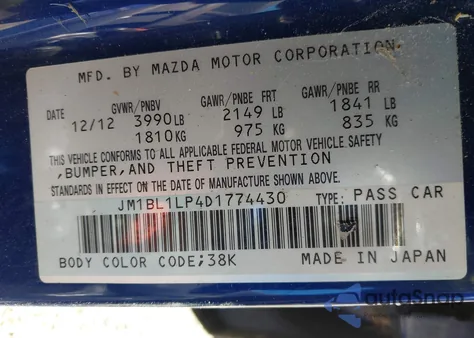 MFD. BY MAZDA MOTOR CORPORATION
DATE GVWR/PNBV GAWR/PNBE FRT GAWR/PNBE RR
12/12 3990LB 2149 LB 1841 LB
1810KG 975 KG 835 KG
THIS VEHICLE CONFORMS TO ALL APPLICABLE FEDERAL MOTOR VEHICLE SAFETY
,BUMPER,AND THEFT PREVENTION
STANDARDS IN EFFECT ON THE DATE OF MANUFACTURE SHOWN ABOVE.
JM1BL1LP4D1774430 TYPE: PASS CAR
BODY COLOR CODE;38K MADE IN JAPAN
autoSnap